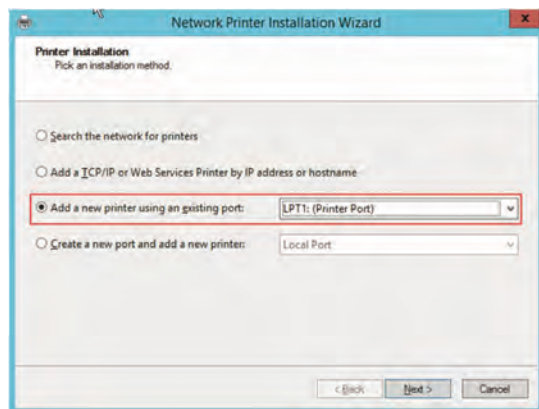 Network Printer Installation Wizard
x
Printer Installation
Pick an installation method.
Search the network for printers
Add a TCP/IP or Web Services Printer by IP address or hostname
Add a new printer using an existing port: LPT1: (Printer Port)
Create a new port and add a new printer: Local Port
< Back Next > Cancel